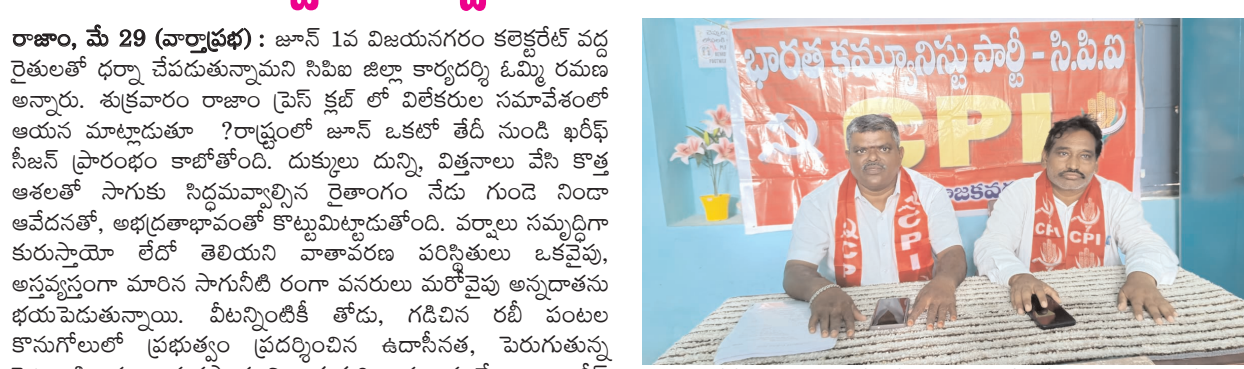 రాజాం, మే 29 (వార్తాప్రభ) : జూన్ 1వ విజయనగరం కలెక్టరేట్ వద్ద
రైతులతో ధర్నా చేపడుతున్నామని సిపిఐ జిల్లా కార్యదర్శి ఓమ్మి రమణ
అన్నారు. శుక్రవారం రాజాం ప్రెస్ క్లబ్ లో విలేకరుల సమావేశంలో
ఆయన మాట్లాడుతూ ?రాష్ట్రంలో జూన్ ఒకటో తేదీ నుండి ఖరీఫ్
సీజన్ ప్రారంభం కాబోతోంది. దుక్కులు దున్ని, విత్తనాలు వేసి కొత్త
ఆశలతో సాగుకు సిద్ధమవ్వాల్సిన రైతాంగం నేడు గుండె నిండా
ఆవేదనతో, అభద్రతాభావంతో కొట్టుమిట్టాడుతోంది. వర్షాలు సమృద్ధిగా
కురుస్తాయో లేదో తెలియని వాతావరణ పరిస్థితులు ఒకవైపు,
అస్తవ్యస్తంగా మారిన సాగునీటి రంగా వనరులు మరోవైపు అన్నదాతను
భయపెడుతున్నాయి. వీటన్నింటికీ తోడు, గడిచిన రబీ పంటల
కొనుగోలులో ప్రభుత్వం ప్రదర్శించిన ఉదాసీనత, పెరుగుతున్న
భారత కమ్యూనిస్టు పార్టీ - సి.పి.ఐ
CPI
CPI
CPI
CPI